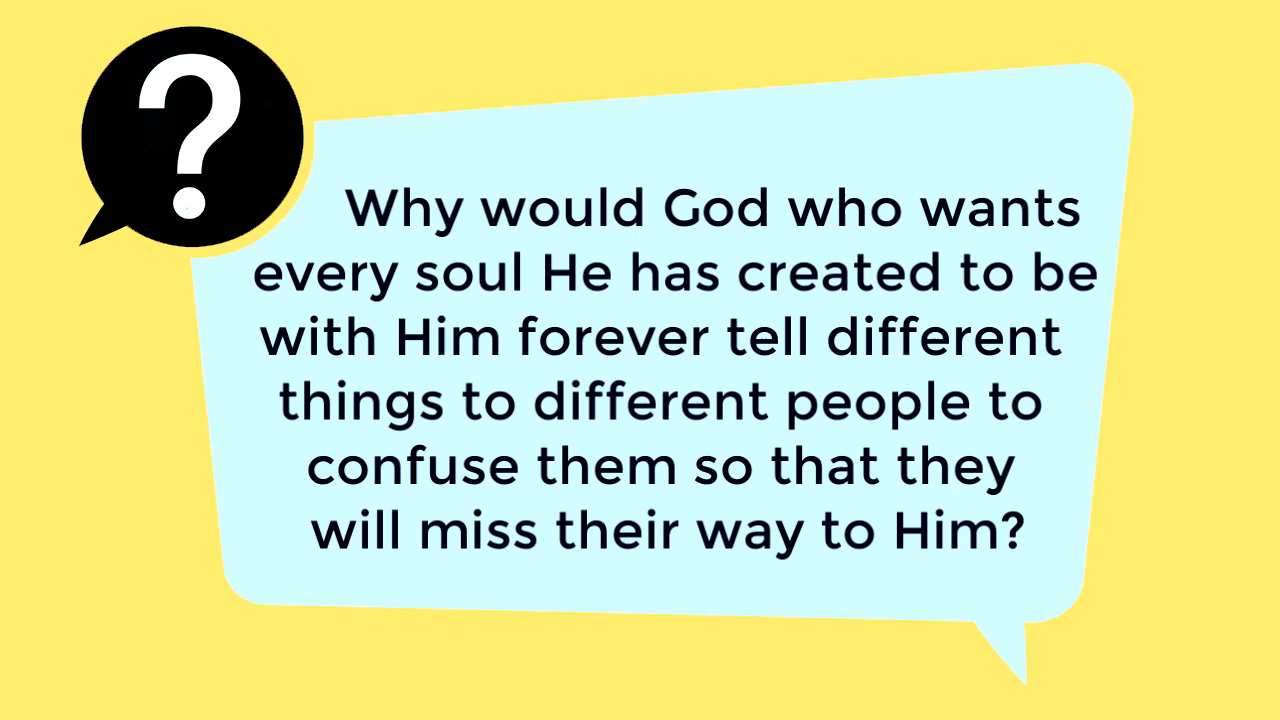 ?
Why would God who wants
every soul He has created to be
with Him forever tell different
things to different people to
confuse them so that they
will miss their way to Him?